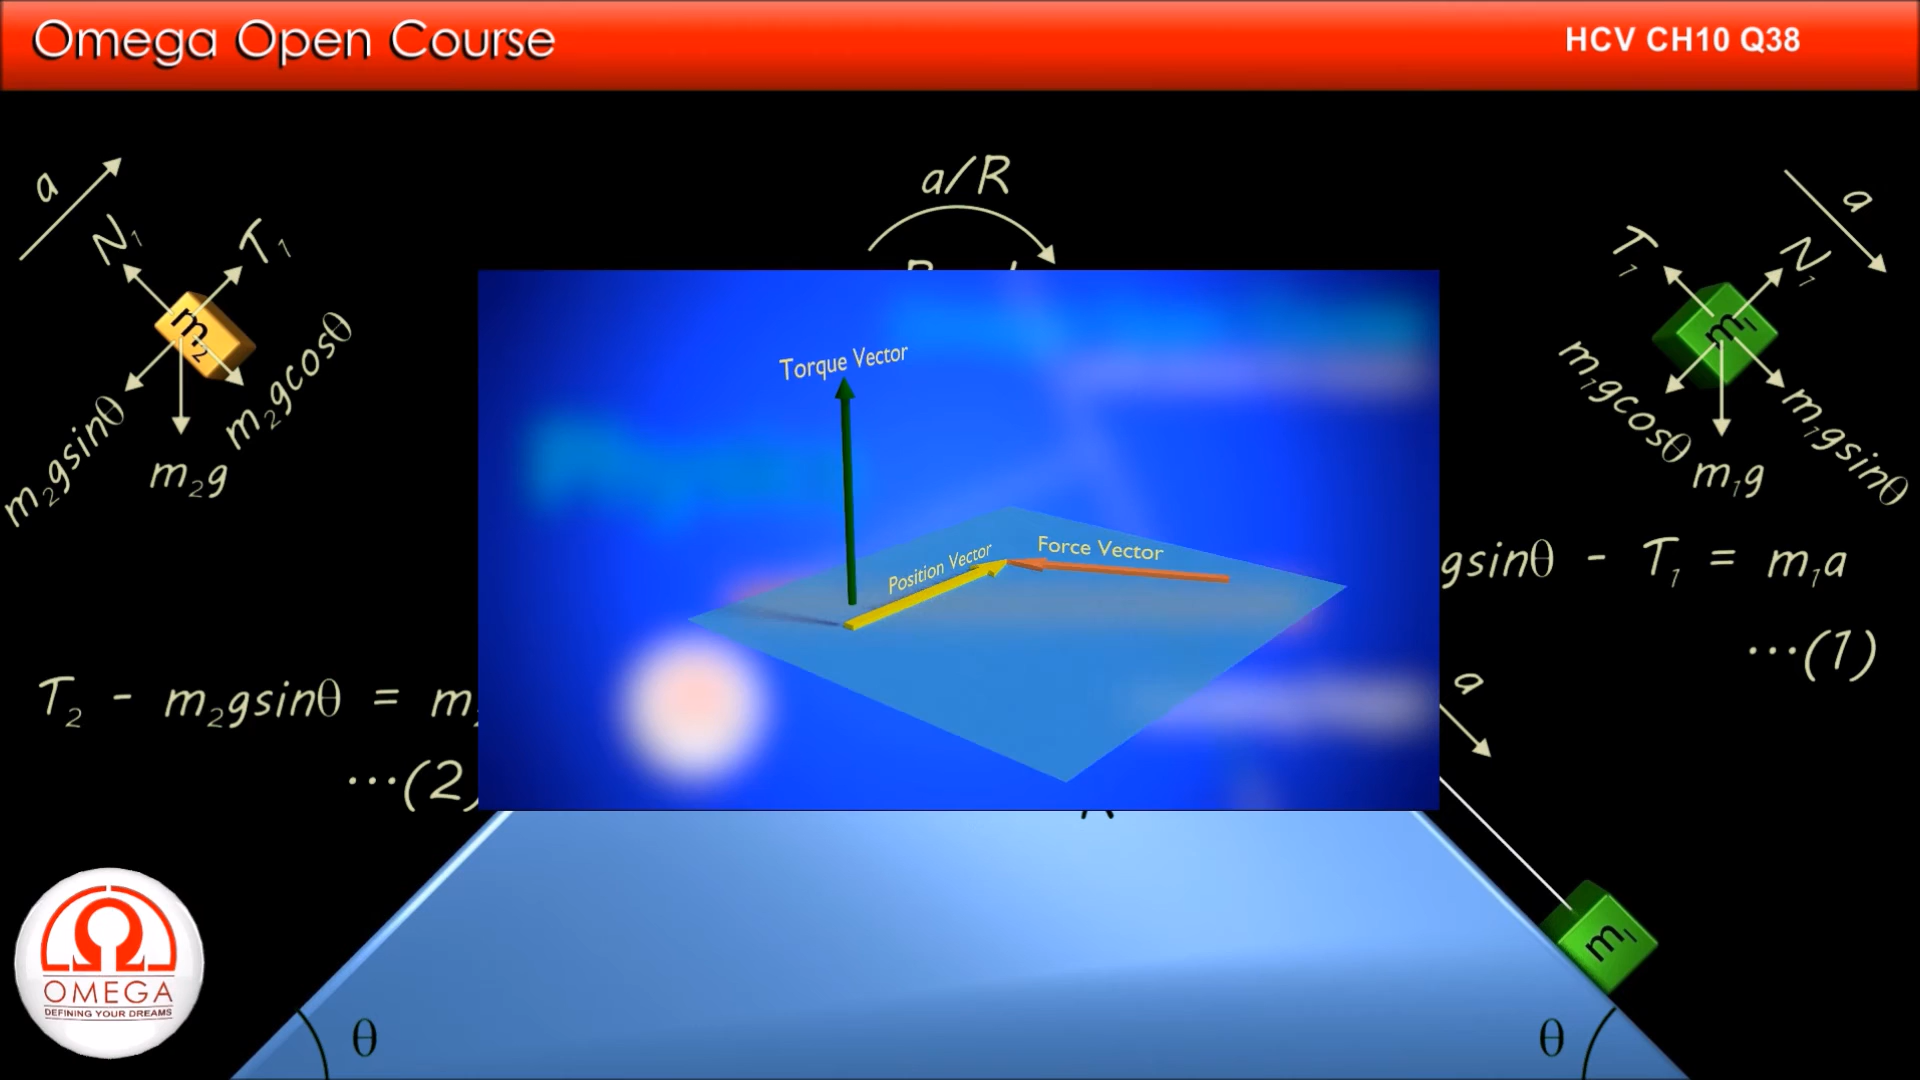 Omega Open Course
HCV CH10 Q38
a
N₁
T₁
m₂
m₂gsinθ
m₂g
m₂gcosθ
a/R
a
T₁
N₁
m₁
m₁gcosθ
m₁g
m₁gsinθ
Torque Vector
Position Vector
Force Vector
gsinθ - T₁ = m₁a
...(1)
T₂ - m₂gsinθ = m
...(2)
a
m₁
θ
θ
OMEGA
DEFINING YOUR DREAMS